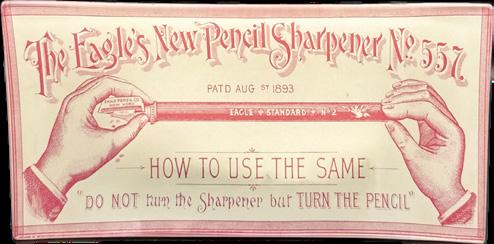 The Eagle's New Pencil Sharpener No. 557.
PATD AUG ST 1893
EAGLE PENCIL CO
NEW YORK
EAGLE STANDARD No 2
HOW TO USE THE SAME
"DO NOT turn the Sharpener but TURN THE PENCIL"